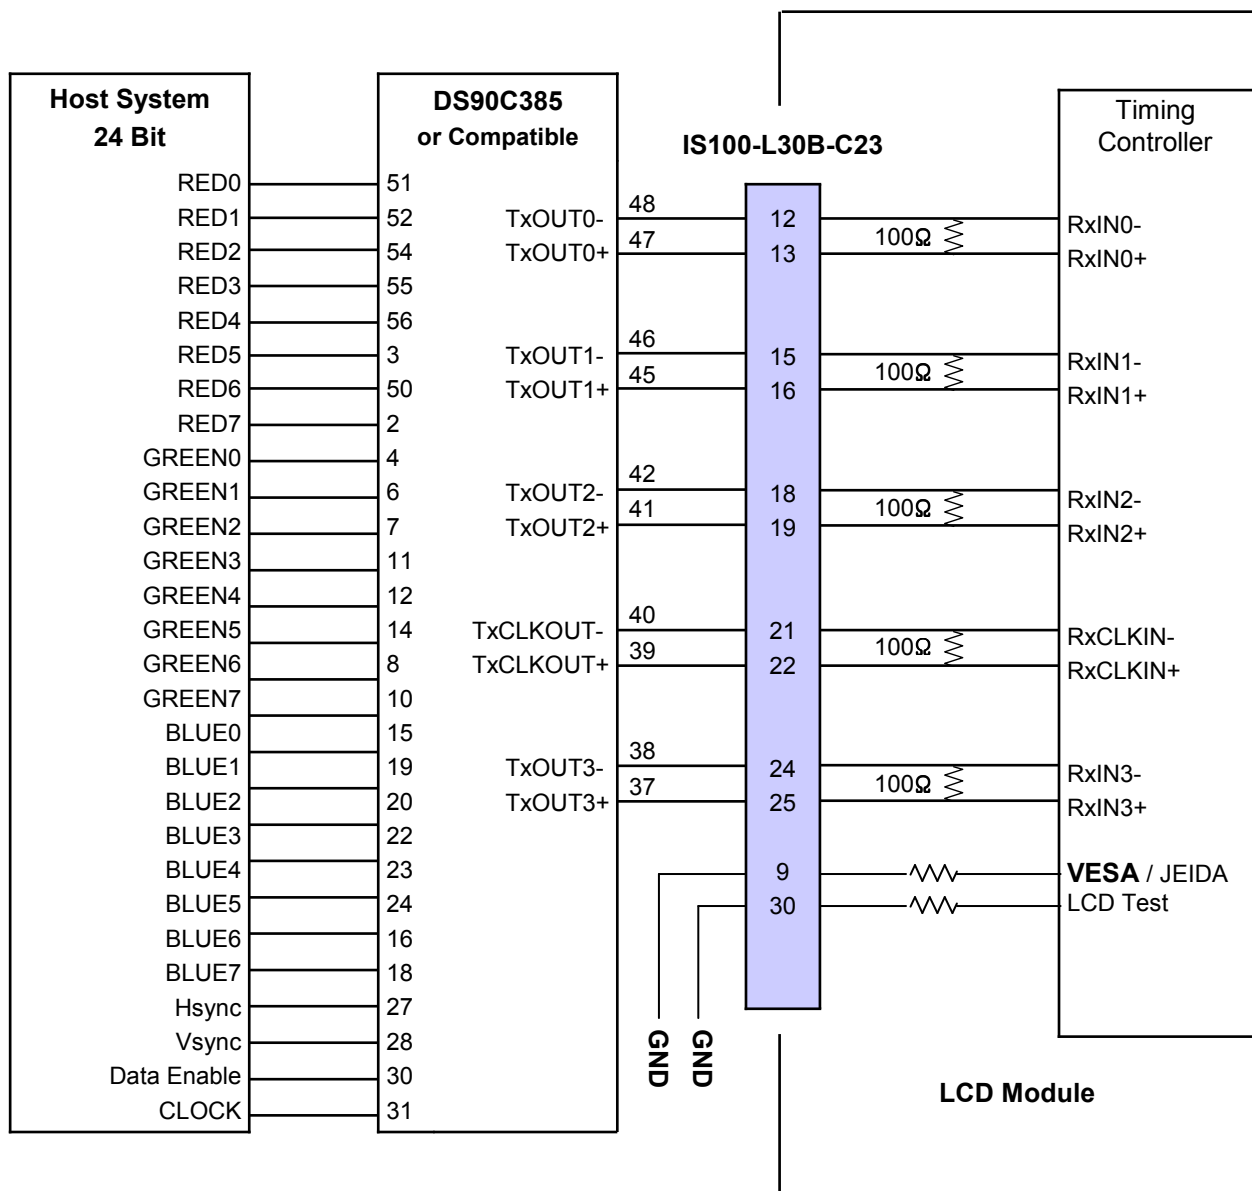 Host System
24 Bit
RED0
RED1
RED2
RED3
RED4
RED5
RED6
RED7
GREEN0
GREEN1
GREEN2
GREEN3
GREEN4
GREEN5
GREEN6
GREEN7
BLUE0
BLUE1
BLUE2
BLUE3
BLUE4
BLUE5
BLUE6
BLUE7
Hsync
Vsync
Data Enable
CLOCK
DS90C385
or Compatible
51
52
54
55
56
3
50
2
4
6
7
11
12
14
8
10
15
19
20
22
23
24
16
18
27
28
30
31
TxOUT0-
TxOUT0+
TxOUT1-
TxOUT1+
TxOUT2-
TxOUT2+
TxCLKOUT-
TxCLKOUT+
TxOUT3-
TxOUT3+
48
47
46
45
42
41
40
39
38
37
GND
GND
IS100-L30B-C23
12
13
15
16
18
19
21
22
24
25
9
30
100Ω
100Ω
100Ω
100Ω
100Ω
Timing
Controller
RxIN0-
RxIN0+
RxIN1-
RxIN1+
RxIN2-
RxIN2+
RxCLKIN-
RxCLKIN+
RxIN3-
RxIN3+
VESA / JEIDA
LCD Test
LCD Module